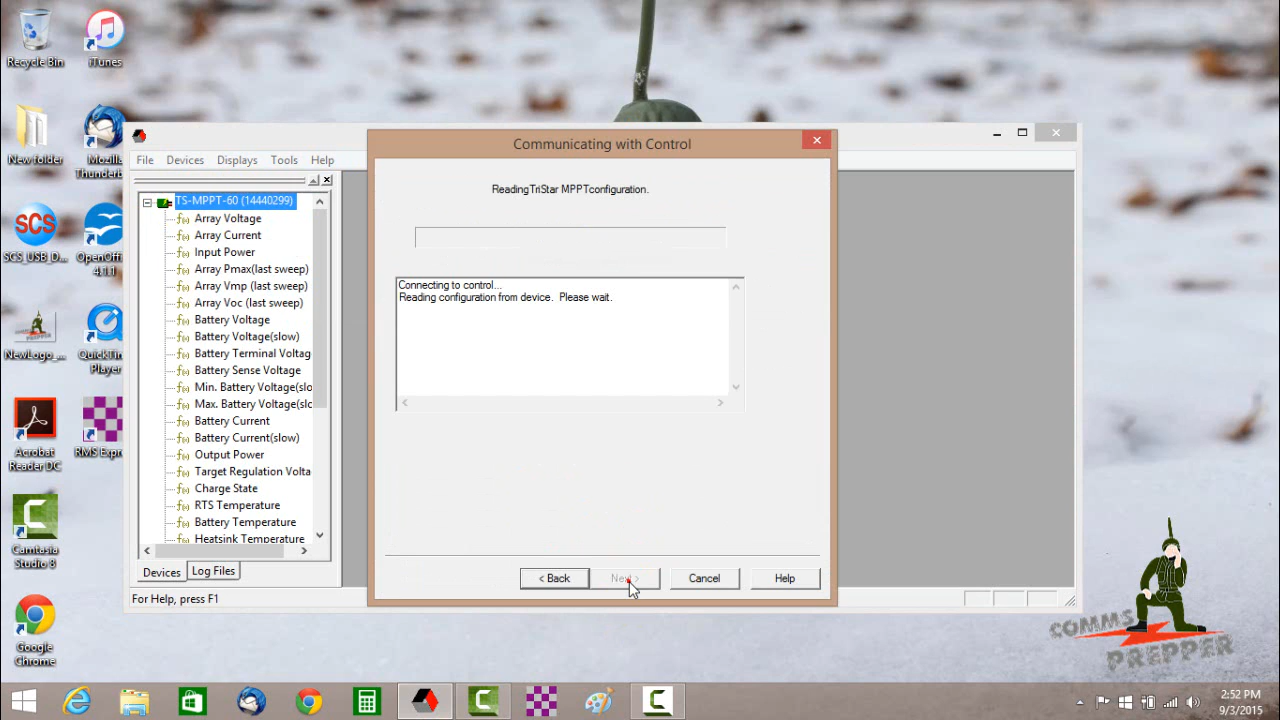 Recycle Bin
iTunes
New folder
Mozilla
Thunderb...
SCS
SCS_USB_D...
OpenOffi...
4.1.1
NewLogo_...
QuickTim
Player
Acrobat
Reader DC
RMS Expr
Camtasia
Studio 8
Google
Chrome
File Devices Displays Tools Help
TS-MPPT-60 (14440299)
Array Voltage
Array Current
Input Power
Array Pmax(last sweep)
Array Vmp (last sweep)
Array Voc (last sweep)
Battery Voltage
Battery Voltage(slow)
Battery Terminal Voltag
Battery Sense Voltage
Min. Battery Voltage(slo
Max. Battery Voltage(slc
Battery Current
Battery Current(slow)
Output Power
Target Regulation Volta
Charge State
RTS Temperature
Battery Temperature
Heatsink Temperature
Devices Log Files
For Help, press F1
Communicating with Control
ReadingTriStar MPPTconfiguration.
Connecting to control...
Reading configuration from device. Please wait.
< Back Next > Cancel Help
COMMS
PREPPER
2:52 PM
9/3/2015